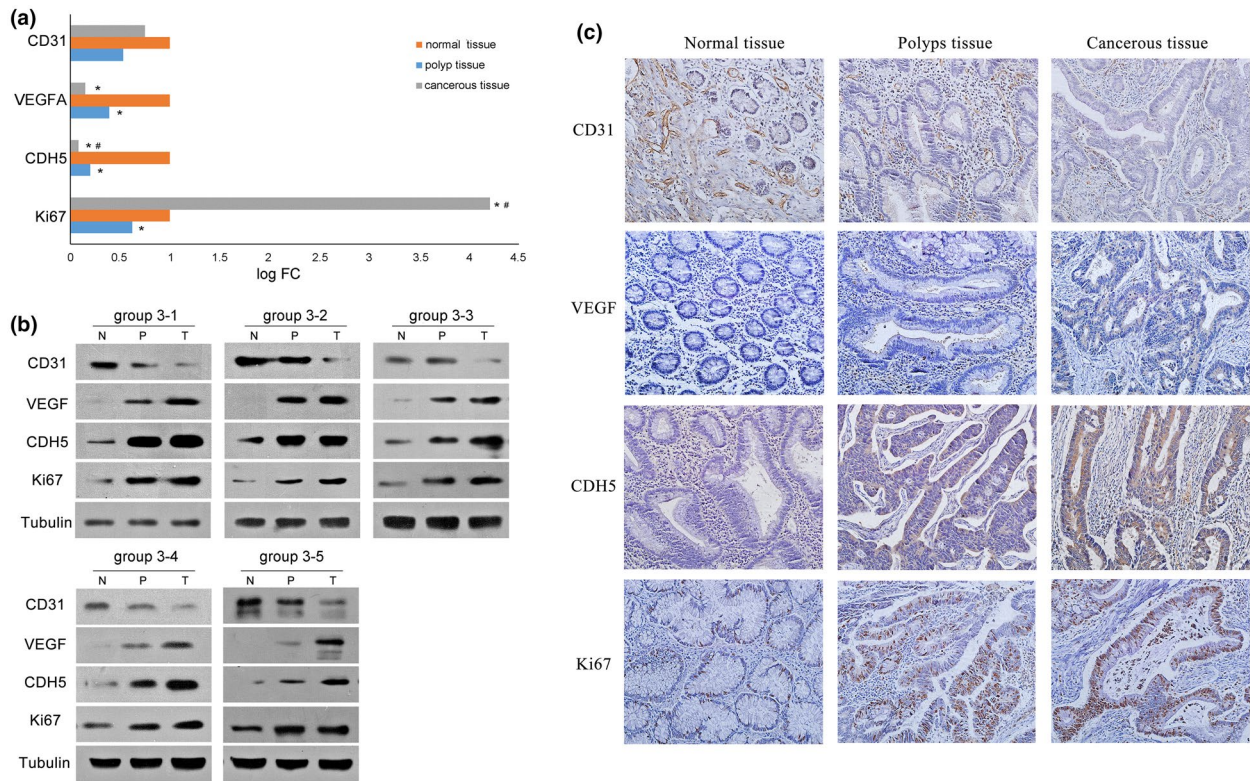 (a)
CD31
VEGFA
CDH5
Ki67
* 
*
* #
*
* #
*
normal tissue
polyp tissue
cancerous tissue
0 0.5 1 1.5 2 2.5 3 3.5 4 4.5
log FC
(b)
group 3-1 group 3-2 group 3-3
N P T N P T N P T
CD31
VEGF
CDH5
Ki67
Tubulin
group 3-4 group 3-5
N P T N P T
CD31
VEGF
CDH5
Ki67
Tubulin
(c)
Normal tissue Polyps tissue Cancerous tissue
CD31
VEGF
CDH5
Ki67